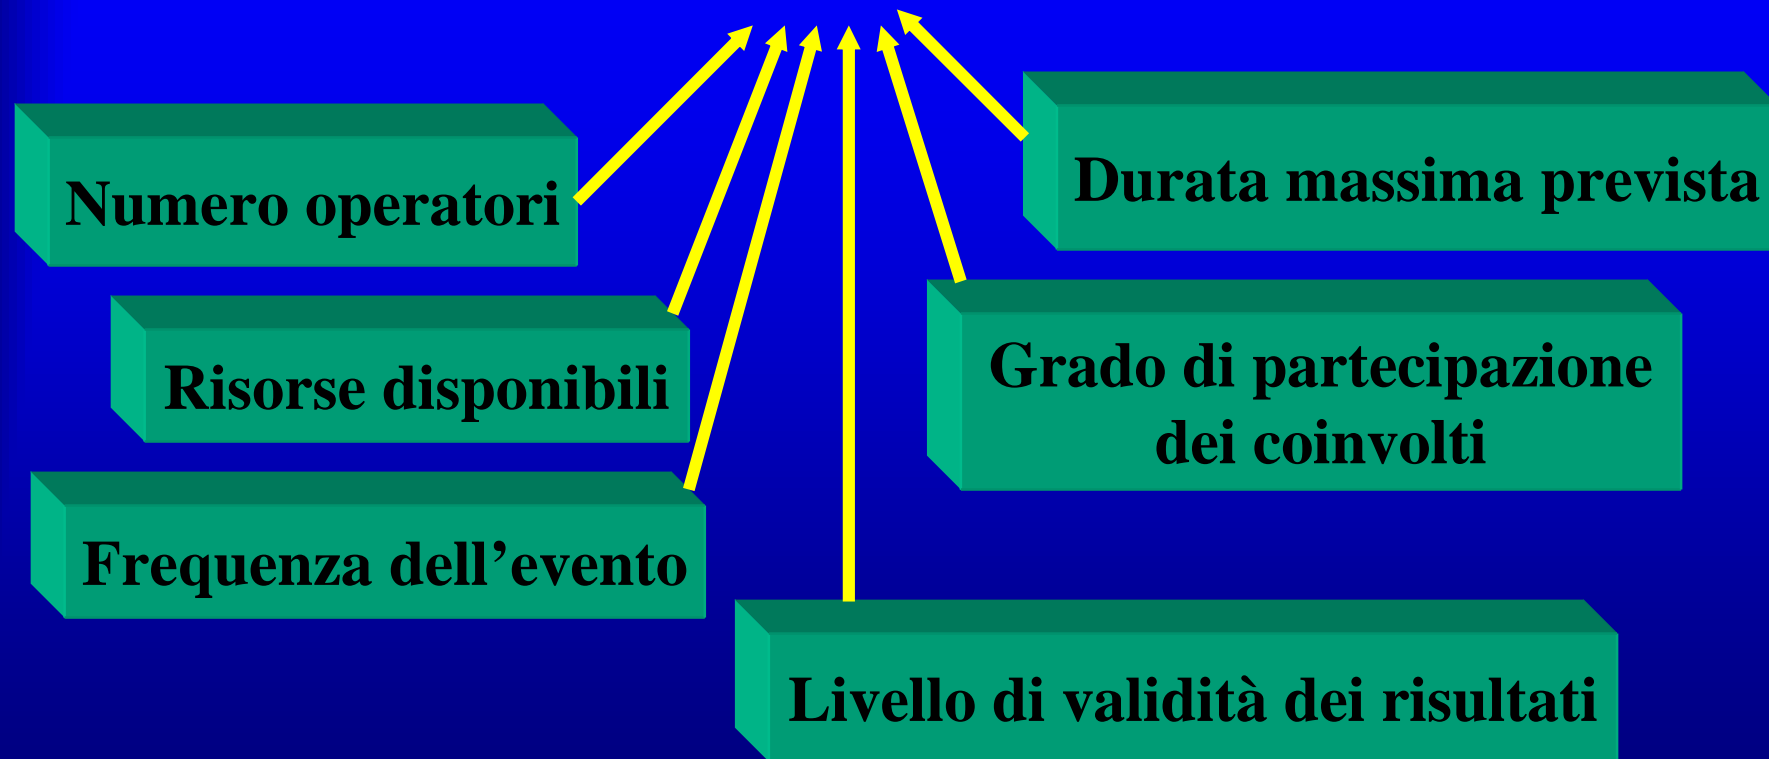 Numero operatori
Durata massima prevista
Risorse disponibili
Grado di partecipazione
dei coinvolti
Frequenza dell’evento
Livello di validità dei risultati